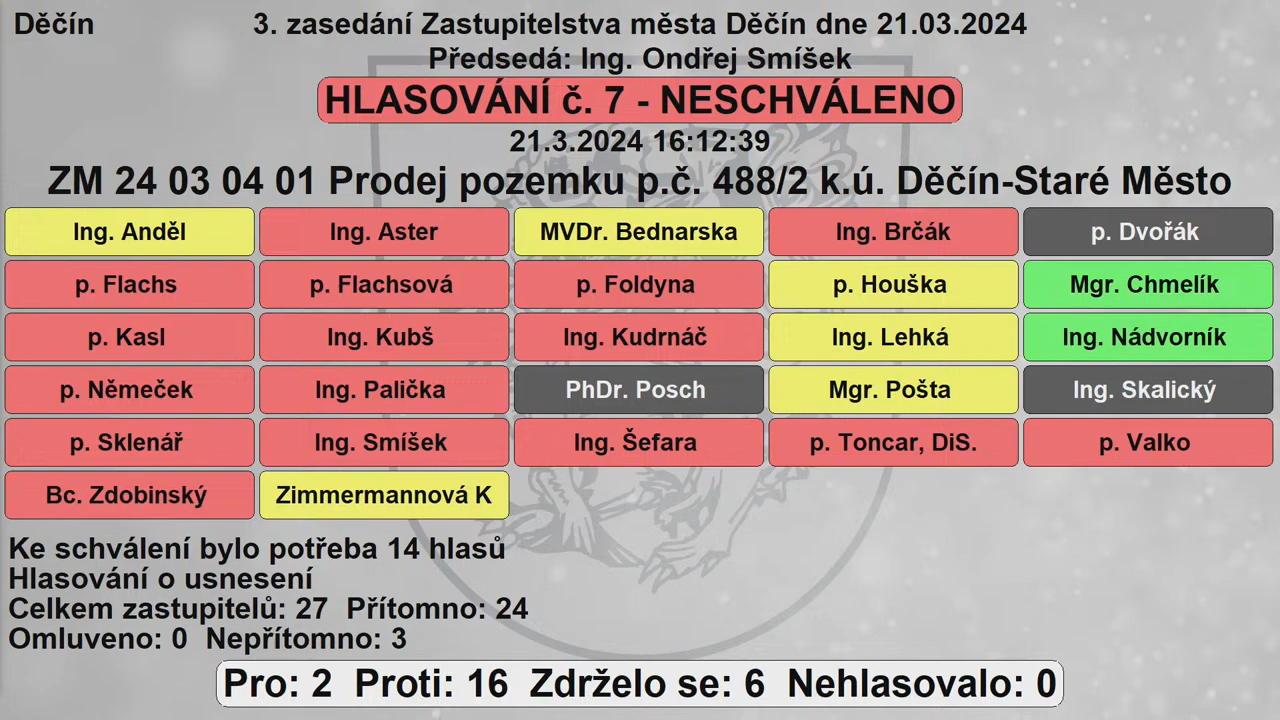 Děčín 3. zasedání Zastupitelstva města Děčín dne 21.03.2024
Předsedá: Ing. Ondřej Smíšek
HLASOVÁNÍ č. 7 - NESCHVÁLENO
21.3.2024 16:12:39
ZM 24 03 04 01 Prodej pozemku p.č. 488/2 k.ú. Děčín-Staré Město
Ing. Anděl Ing. Aster MVDr. Bednarska Ing. Brčák p. Dvořák
p. Flachs p. Flachsová p. Foldyna p. Houška Mgr. Chmelík
p. Kasl Ing. Kubš Ing. Kudrnáč Ing. Lehká Ing. Nádvorník
p. Němeček Ing. Palička PhDr. Posch Mgr. Pošta Ing. Skalický
p. Sklenář Ing. Smíšek Ing. Šefara p. Toncar, DiS. p. Valko
Bc. Zdobinský Zimmermannová K
Ke schválení bylo potřeba 14 hlasů
Hlasování o usnesení
Celkem zastupitelů: 27 Přítomno: 24
Omluveno: 0 Nepřítomno: 3
Pro: 2 Proti: 16 Zdrželo se: 6 Nehlasovalo: 0